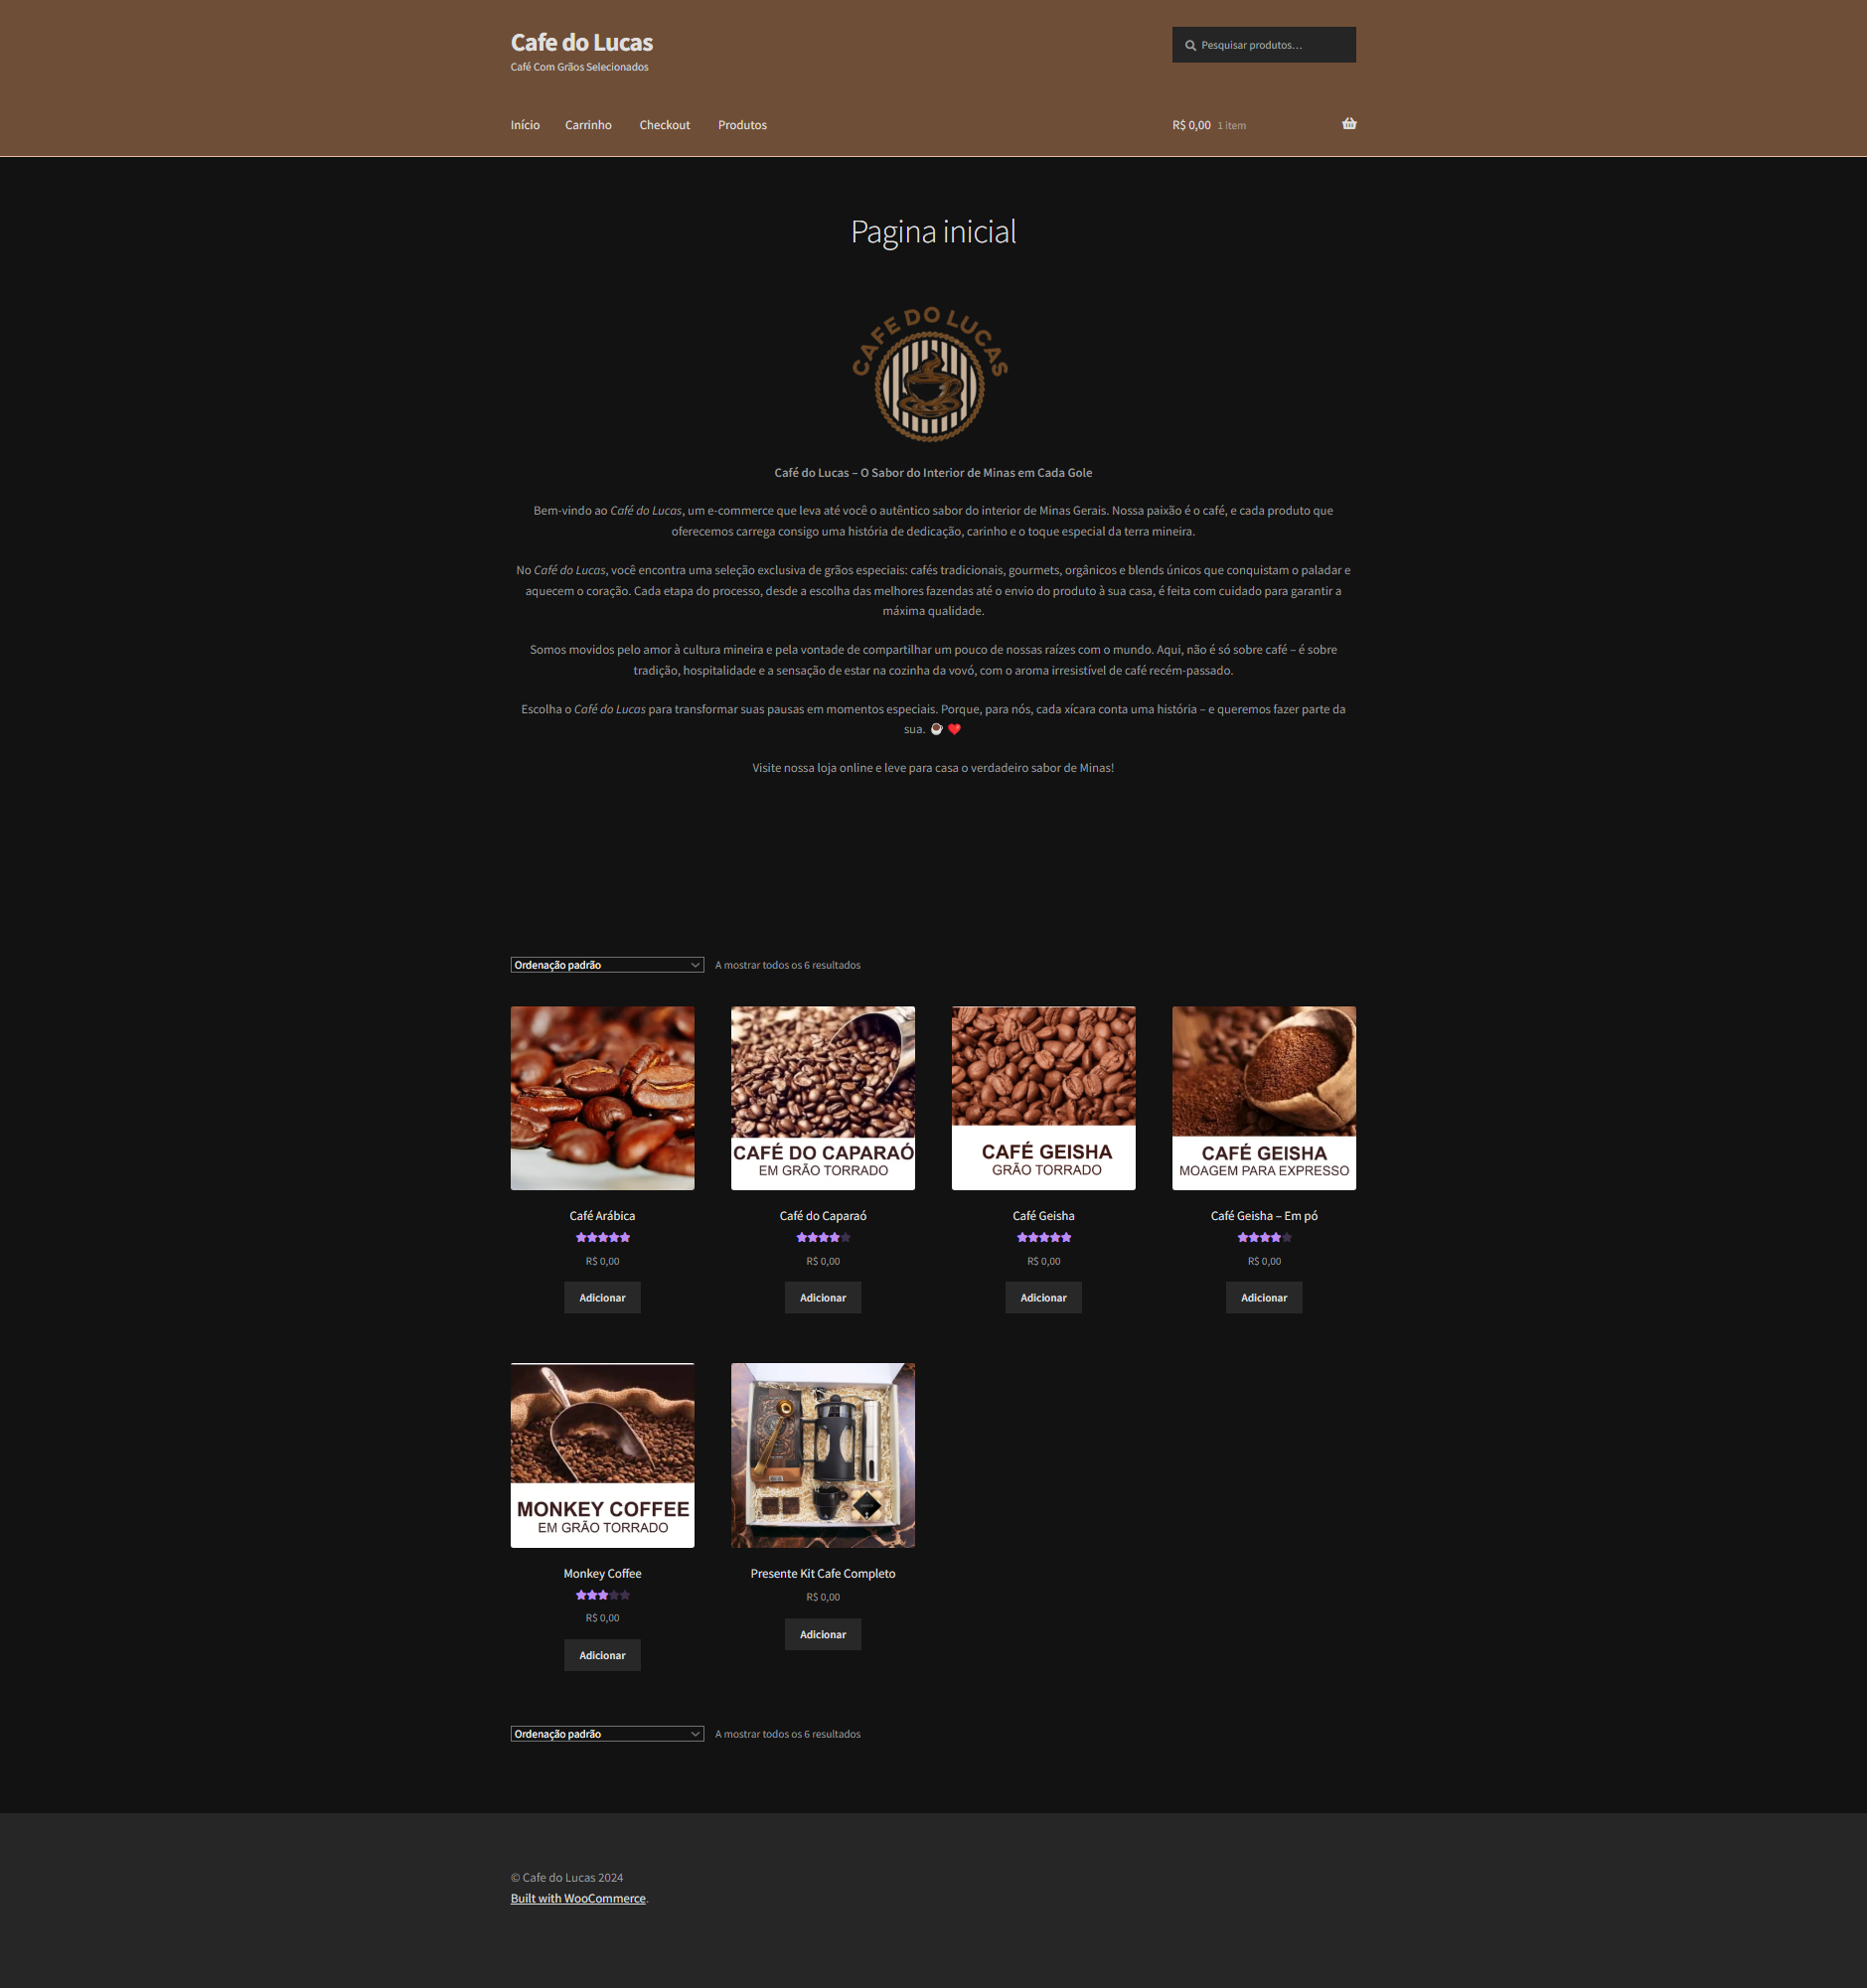 Cafe do Lucas
Café Com Grãos Selecionados
Pesquisar produtos…
Início Carrinho Checkout Produtos
R$ 0,00 1 item
Pagina inicial
CAFE DO LUCAS
Café do Lucas – O Sabor do Interior de Minas em Cada Gole
Bem-vindo ao Café do Lucas, um e-commerce que leva até você o autêntico sabor do interior de Minas Gerais. Nossa paixão é o café, e cada produto que
oferecemos carrega consigo uma história de dedicação, carinho e o toque especial da terra mineira.
No Café do Lucas, você encontra uma seleção exclusiva de grãos especiais: cafés tradicionais, gourmets, orgânicos e blends únicos que conquistam o paladar e
aquecem o coração. Cada etapa do processo, desde a escolha das melhores fazendas até o envio do produto à sua casa, é feita com cuidado para garantir a
máxima qualidade.
Somos movidos pelo amor à cultura mineira e pela vontade de compartilhar um pouco de nossas raízes com o mundo. Aqui, não é só sobre café – é sobre
tradição, hospitalidade e a sensação de estar na cozinha da vovó, com o aroma irresistível de café recém-passado.
Escolha o Café do Lucas para transformar suas pausas em momentos especiais. Porque, para nós, cada xícara conta uma história – e queremos fazer parte da
sua. ☕ ❤️
Visite nossa loja online e leve para casa o verdadeiro sabor de Minas!
Ordenação padrão
A mostrar todos os 6 resultados
CAFÉ DO CAPARAÓ
EM GRÃO TORRADO
CAFÉ GEISHA
GRÃO TORRADO
CAFÉ GEISHA
MOAGEM PARA EXPRESSO
Café Arábica
R$ 0,00
Adicionar
Café do Caparaó
R$ 0,00
Adicionar
Café Geisha
R$ 0,00
Adicionar
Café Geisha – Em pó
R$ 0,00
Adicionar
MONKEY COFFEE
EM GRÃO TORRADO
Monkey Coffee
R$ 0,00
Adicionar
Presente Kit Cafe Completo
R$ 0,00
Adicionar
Ordenação padrão
A mostrar todos os 6 resultados
© Cafe do Lucas 2024
Built with WooCommerce.